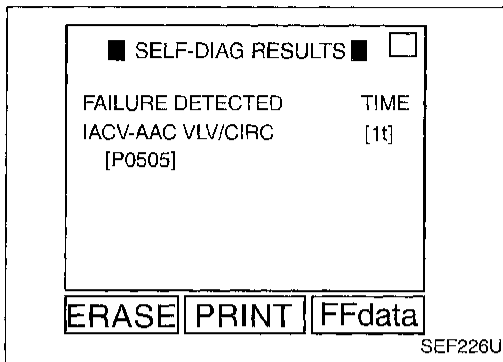 ■ SELF-DIAG RESULTS ■
FAILURE DETECTED TIME
IACV-AAC VLV/CIRC [1t]
[P0505]
ERASE PRINT FFdata
SEF226U